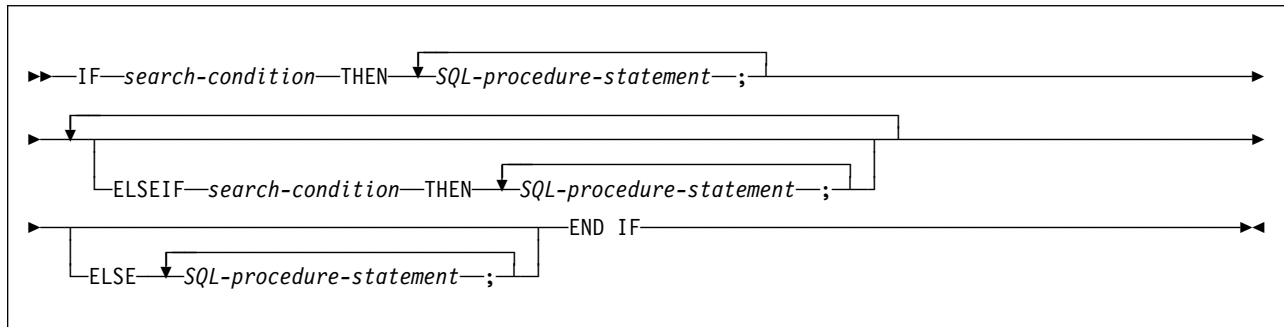 IF search-condition THEN SQL-procedure-statement ;
ELSEIF search-condition THEN SQL-procedure-statement ;
END IF
ELSE SQL-procedure-statement ;